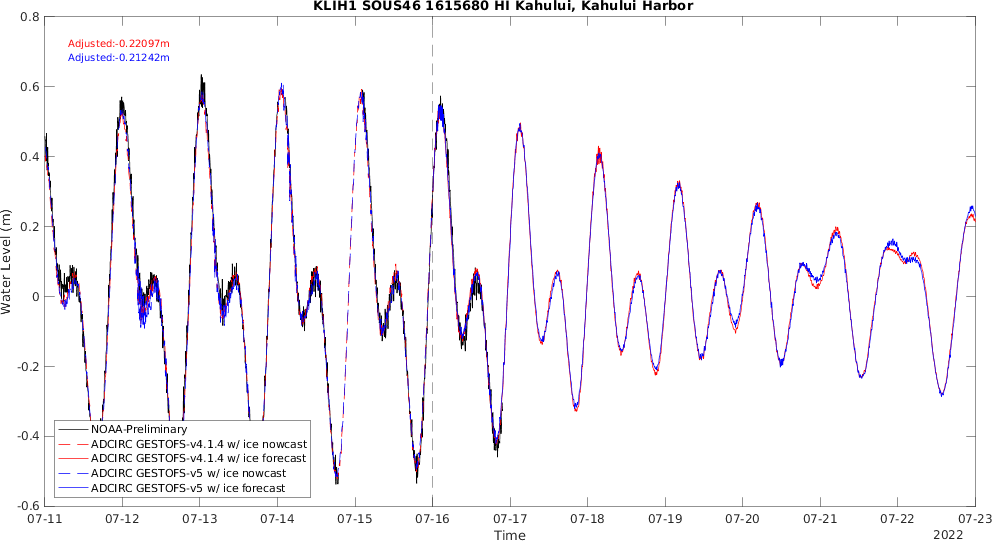 KLIH1 SOUS46 1615680 HI Kahului, Kahului Harbor
0.8
Adjusted:-0.22097m
Adjusted:-0.21242m
0.6
0.4
0.2
0
-0.2
-0.4
-0.6
Water Level (m)
NOAA-Preliminary
ADCIRC GESTOFS-v4.1.4 w/ ice nowcast
ADCIRC GESTOFS-v4.1.4 w/ ice forecast
ADCIRC GESTOFS-v5 w/ ice nowcast
ADCIRC GESTOFS-v5 w/ ice forecast
07-11 07-12 07-13 07-14 07-15 07-16 07-17 07-18 07-19 07-20 07-21 07-22 07-23
Time
2022